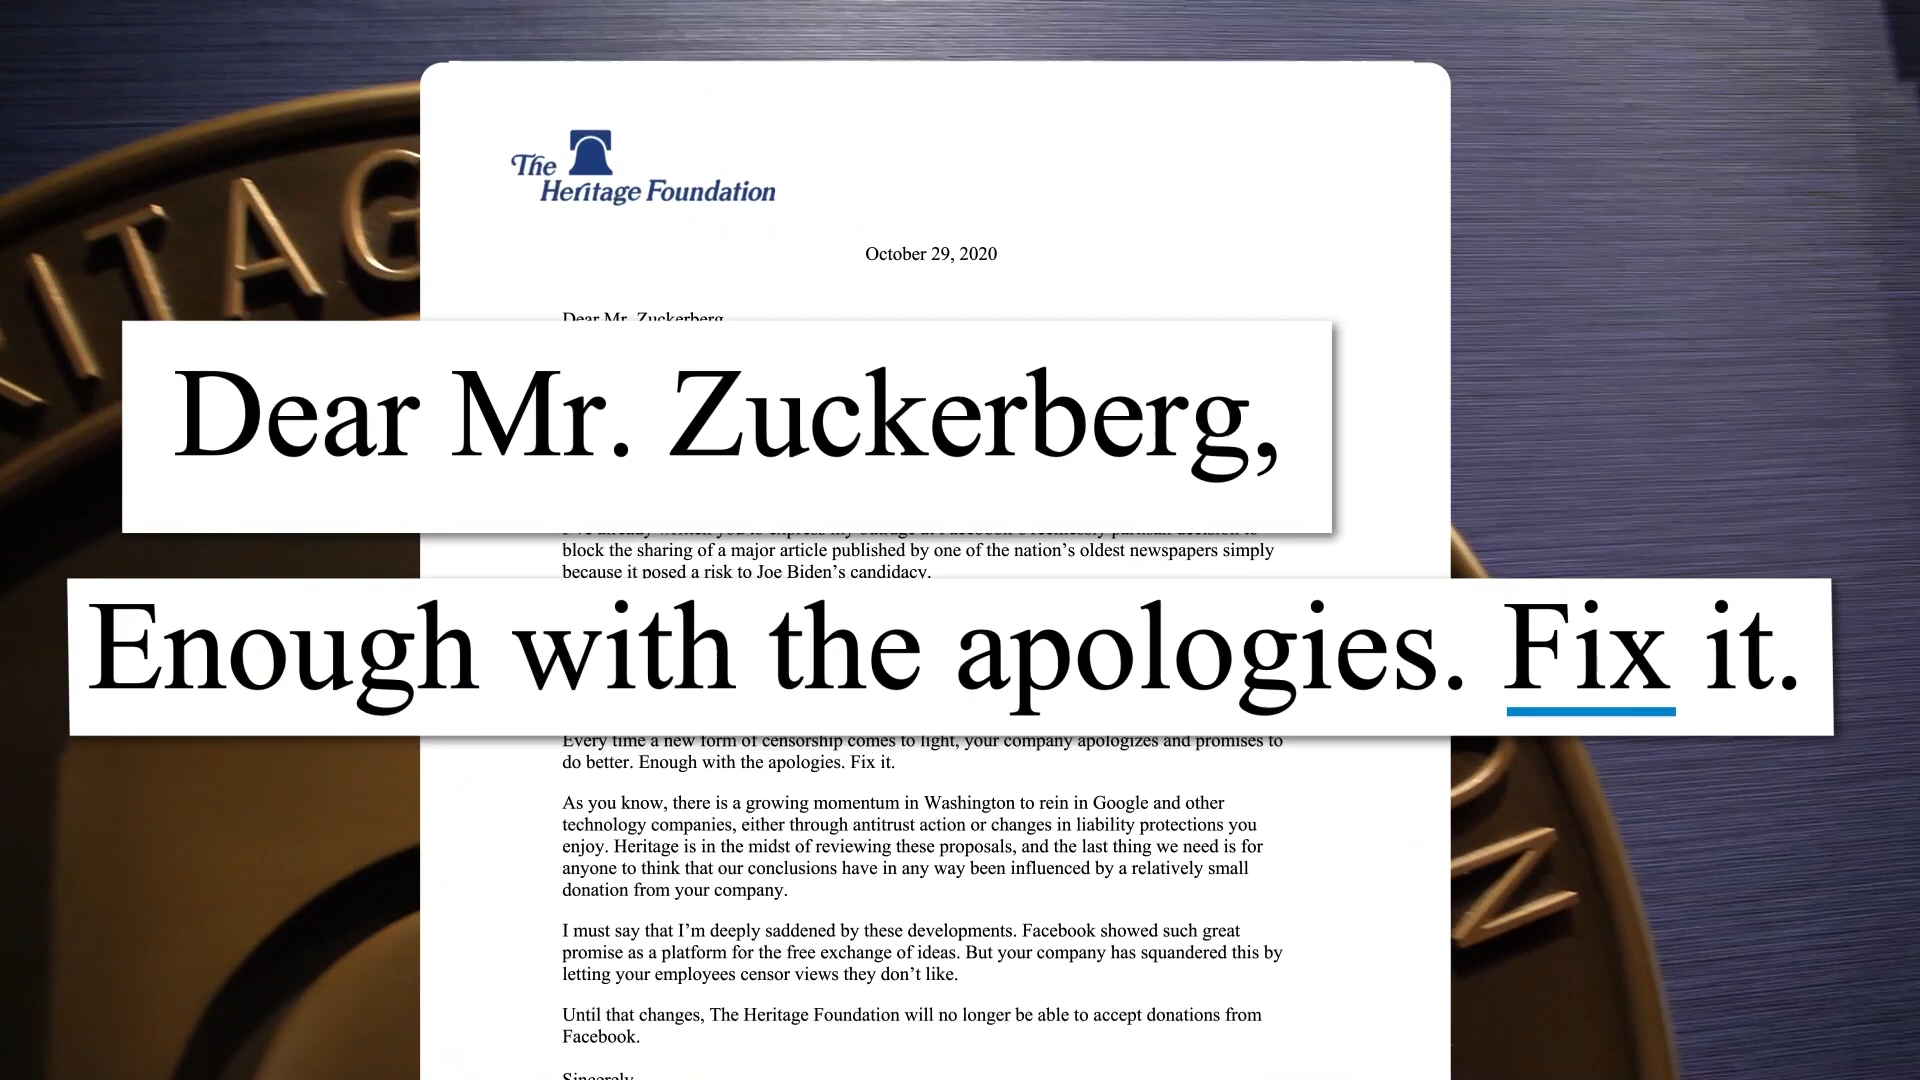 The
Heritage Foundation
RITAG
October 29, 2020
Dear Mr. Zuckerberg,
Dear Mr. Zuckerberg,
block the sharing of a major article published by one of the nation’s oldest newspapers simply
because it posed a risk to Joe Biden’s candidacy.
Enough with the apologies. Fix it.
Every time a new form of censorship comes to light, your company apologizes and promises to
do better. Enough with the apologies. Fix it.
As you know, there is a growing momentum in Washington to rein in Google and other
technology companies, either through antitrust action or changes in liability protections you
enjoy. Heritage is in the midst of reviewing these proposals, and the last thing we need is for
anyone to think that our conclusions have in any way been influenced by a relatively small
donation from your company.
I must say that I’m deeply saddened by these developments. Facebook showed such great
promise as a platform for the free exchange of ideas. But your company has squandered this by
letting your employees censor views they don’t like.
Until that changes, The Heritage Foundation will no longer be able to accept donations from
Facebook.
Sincerely,
N